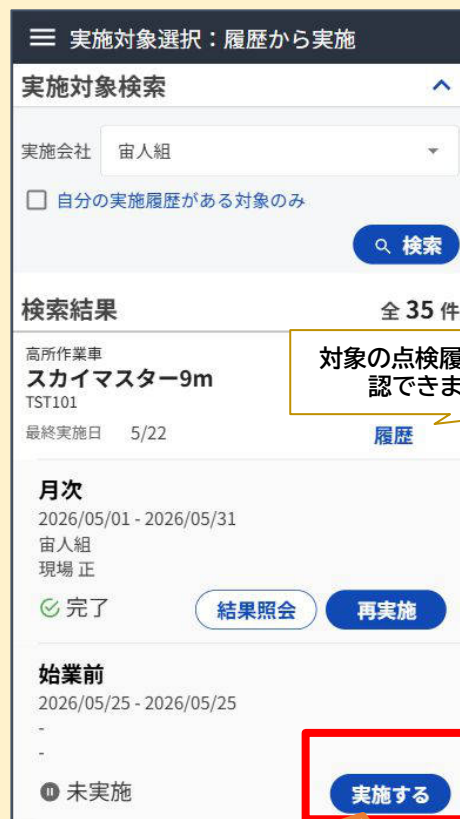 実施対象選択：履歴から実施
実施対象検索
実施会社 宙人組
自分の実施履歴がある対象のみ
検索
検索結果 全 35 件
高所作業車
スカイマスター9m
TST101
対象の点検履
認できま
最終実施日 5/22 履歴
月次
2026/05/01 - 2026/05/31
宙人組
現場 正
完了 結果照会 再実施
始業前
2026/05/25 - 2026/05/25
-
-
未実施 実施する